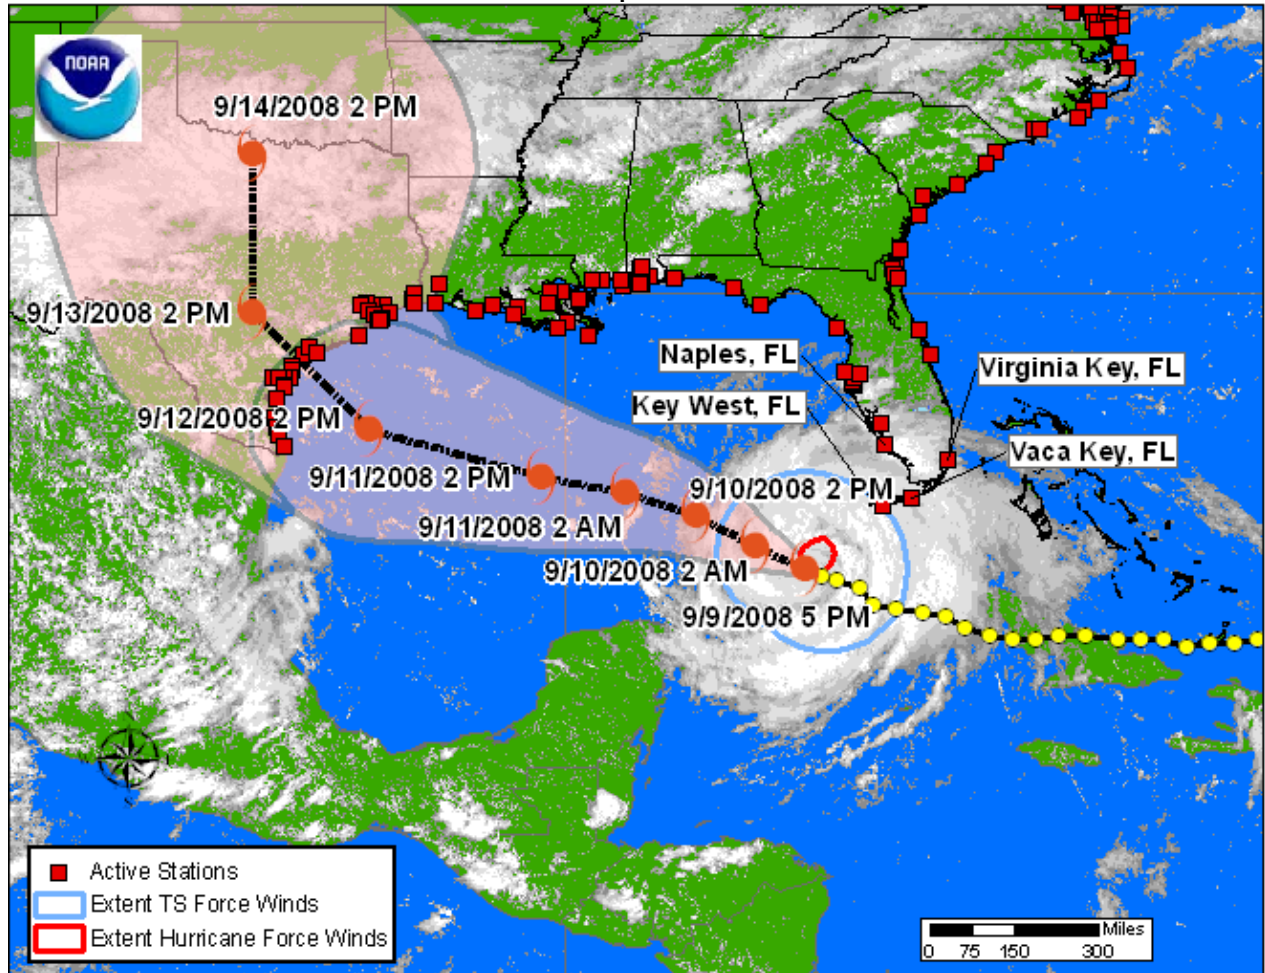 NOAA
9/14/2008 2 PM
9/13/2008 2 PM
Naples, FL
Virginia Key, FL
Key West, FL
9/12/2008 2 PM
Vaca Key, FL
9/11/2008 2 PM
9/10/2008 2 PM
9/11/2008 2 AM
9/10/2008 2 AM
9/9/2008 5 PM
Active Stations
Extent TS Force Winds
Extent Hurricane Force Winds
Miles
0 75 150 300